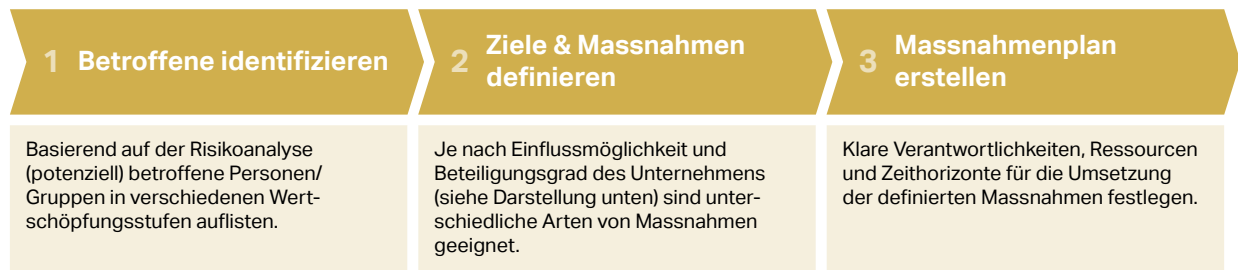 1 Betroffene identifizieren
Basierend auf der Risikoanalyse
(potenziell) betroffene Personen/
Gruppen in verschiedenen Wert-
schöpfungsstufen auflisten.
2 Ziele & Massnahmen
definieren
Je nach Einflussmöglichkeit und
Beteiligungsgrad des Unternehmens
(siehe Darstellung unten) sind unter-
schiedliche Arten von Massnahmen
geeignet.
3 Massnahmenplan
erstellen
Klare Verantwortlichkeiten, Ressourcen
und Zeithorizonte für die Umsetzung
der definierten Massnahmen festlegen.